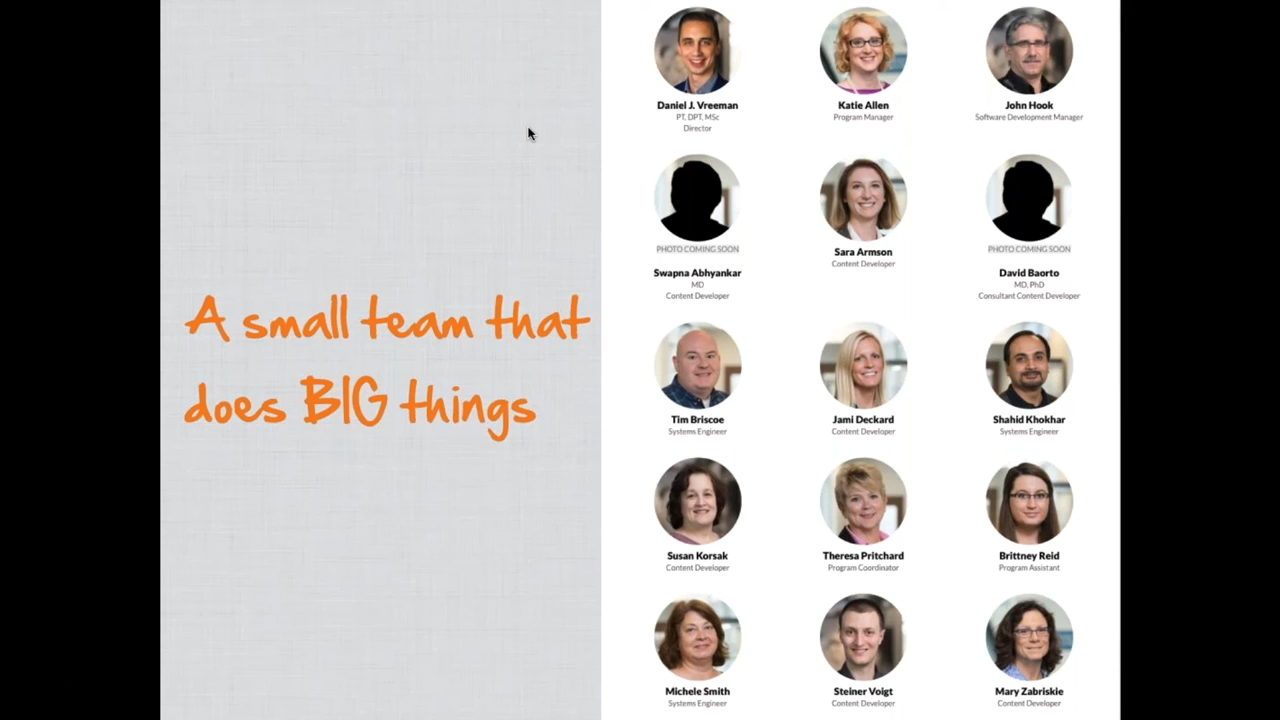 A small team that
does BIG things
Daniel J. Vreeman
PT, DPT, MSc
Director
Katie Allen
Program Manager
John Hook
Software Development Manager
PHOTO COMING SOON
Swapna Abhyankar
MD
Content Developer
Sara Armson
Content Developer
PHOTO COMING SOON
David Baorto
MD, PhD
Consultant Content Developer
Tim Briscoe
Systems Engineer
Jami Deckard
Content Developer
Shahid Khokhar
Systems Engineer
Susan Korsak
Content Developer
Theresa Pritchard
Program Coordinator
Brittney Reid
Program Assistant
Michele Smith
Systems Engineer
Steiner Voigt
Content Developer
Mary Zabriskie
Content Developer